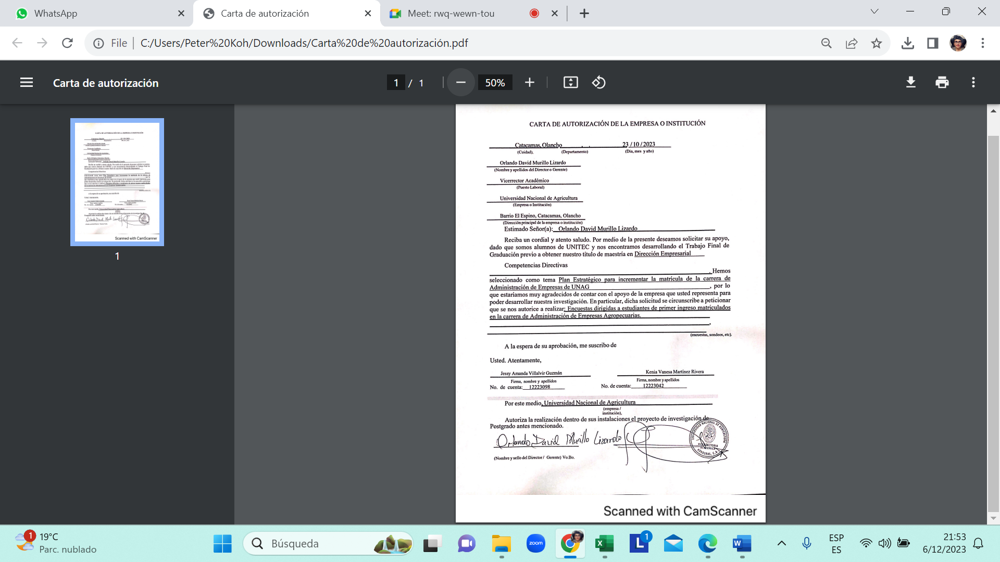 WhatsApp
Carta de autorización
Meet: rwq-wewn-tou
File
C:/Users/Peter%20Koh/Downloads/Carta%20de%20autorización.pdf
Carta de autorización
1 / 1
50%
1
CARTA DE AUTORIZACIÓN DE LA EMPRESA O INSTITUCIÓN
Catacamas, Olancho 23 / 10 / 2023
(Cuidad), (Departamento) (Dia, mes y año)
Orlando David Murillo Lizardo
(Nombre y apellidos del Director o Gerente)
Vicerrector Académico
(Puesto Laboral)
Universidad Nacional de Agricultura
(Empresa o Institución)
Barrio El Espino, Catacamas, Olancho
(Dirección principal de la empresa o institución)
Estimado Señor(a): Orlando David Murillo Lizardo
Reciba un cordial y atento saludo. Por medio de la presente deseamos solicitar su apoyo,
dado que somos alumnos de UNITEC y nos encontramos desarrollando el Trabajo Final de
Graduación previo a obtener nuestro título de maestría en Dirección Empresarial
Competencias Directivas
. Hemos
seleccionado como tema Plan Estratégico para incrementar la matrícula de la carrera de
Administración de Empresas de UNAG , por lo
que estaríamos muy agradecidos de contar con el apoyo de la empresa que usted representa para
poder desarrollar nuestra investigación. En particular, dicha solicitud se circunscribe a peticionar
que se nos autorice a realizar: Encuestas dirigidas a estudiantes de primer ingreso matriculados
en la carrera de Administración de Empresas Agropecuarias.
,
(encuestas, sondeos, etc).
A la espera de su aprobación, me suscribo de
Usted. Atentamente,
Jessy Amanda Villalvir Guzmán Kenia Vanesa Martínez Rivera
Firma, nombre y apellidos Firma, nombre y apellidos
No. de cuenta: 12223098 No. de cuenta: 12223042
Por este medio, Universidad Nacional de Agricultura
(empresa /
institución),
Autoriza la realización dentro de sus instalaciones el proyecto de investigación de
Postgrado antes mencionado.
Orlando David Murillo Lizardo
UNIVERSIDAD NACIONAL DE AGRICULTURA
VICERRECTORIA
ACADEMICA
HONDURAS, C.A.
(Nombre y sello del Director / Gerente) Vo.Bo.
Scanned with CamScanner
1
19°C
Parc. nublado
Búsqueda
zoom
1
ESP
ES
21:53
6/12/2023